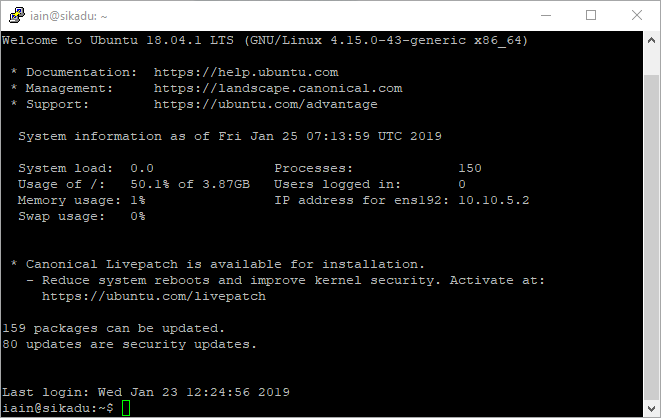 iain@sikadu: ~
Welcome to Ubuntu 18.04.1 LTS (GNU/Linux 4.15.0-43-generic x86_64)
* Documentation:  https://help.ubuntu.com
* Management:     https://landscape.canonical.com
* Support:        https://ubuntu.com/advantage
System information as of Fri Jan 25 07:13:59 UTC 2019
System load:  0.0               Processes:             150
Usage of /:   50.1% of 3.87GB   Users logged in:       0
Memory usage: 1%                IP address for ens192: 10.10.5.2
Swap usage:   0%
* Canonical Livepatch is available for installation.
- Reduce system reboots and improve kernel security. Activate at:
https://ubuntu.com/livepatch
159 packages can be updated.
80 updates are security updates.
Last login: Wed Jan 23 12:24:56 2019
iain@sikadu:~$